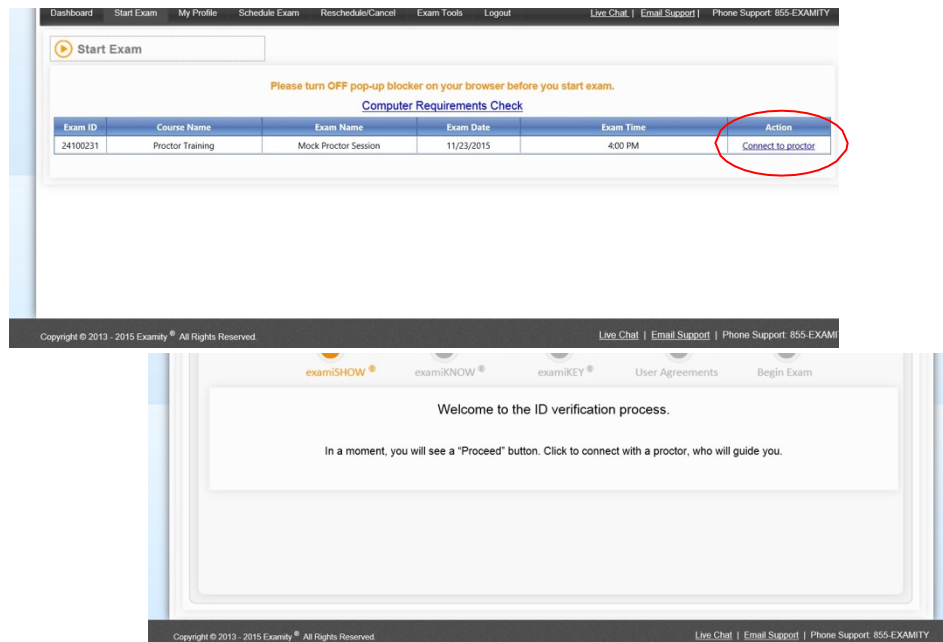 Dashboard Start Exam My Profile Schedule Exam Reschedule/Cancel Exam Tools Logout Live Chat | Email Support | Phone Support: 855-EXAMITY
Start Exam
Please turn OFF pop-up blocker on your browser before you start exam.
Computer Requirements Check
Exam ID Course Name Exam Name Exam Date Exam Time Action
24100231 Proctor Training Mock Proctor Session 11/23/2015 4:00 PM Connect to proctor
Copyright © 2013 - 2015 Examity ® All Rights Reserved. Live Chat | Email Support | Phone Support: 855-EXAMI
examiSHOW ® examiKNOW ® examiKEY ® User Agreements Begin Exam
Welcome to the ID verification process.
In a moment, you will see a “Proceed” button. Click to connect with a proctor, who will guide you.
Copyright © 2013 - 2015 Examity ® All Rights Reserved. Live Chat | Email Support | Phone Support: 855-EXAMITY